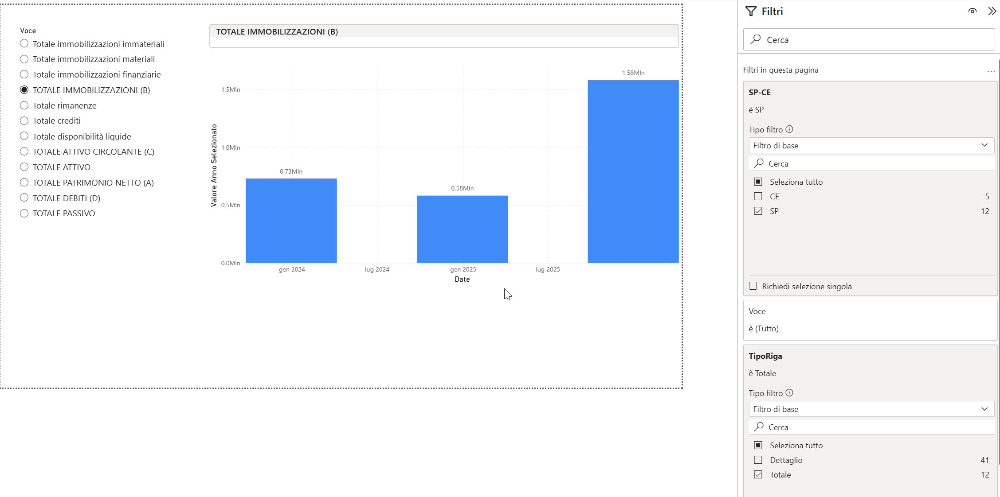 Voce
Totale immobilizzazioni immateriali
Totale immobilizzazioni materiali
Totale immobilizzazioni finanziarie
TOTALE IMMOBILIZZAZIONI (B)
Totale rimanenze
Totale crediti
Totale disponibilità liquide
TOTALE ATTIVO CIRCOLANTE (C)
TOTALE ATTIVO
TOTALE PATRIMONIO NETTO (A)
TOTALE DEBITI (D)
TOTALE PASSIVO
TOTALE IMMOBILIZZAZIONI (B)
Valore Anno Selezionato
1,5Mln
1,0Mln
0,5Mln
0,0Mln
0,73Mln
0,58Mln
1,58Mln
gen 2024
lug 2024
gen 2025
lug 2025
Date
Filtri
Cerca
Filtri in questa pagina
...
SP-CE
è SP
Tipo filtro
Filtro di base
Cerca
Seleziona tutto
CE 5
SP 12
Richiedi selezione singola
Voce
è (Tutto)
TipoRiga
è Totale
Tipo filtro
Filtro di base
Cerca
Seleziona tutto
Dettaglio 41
Totale 12